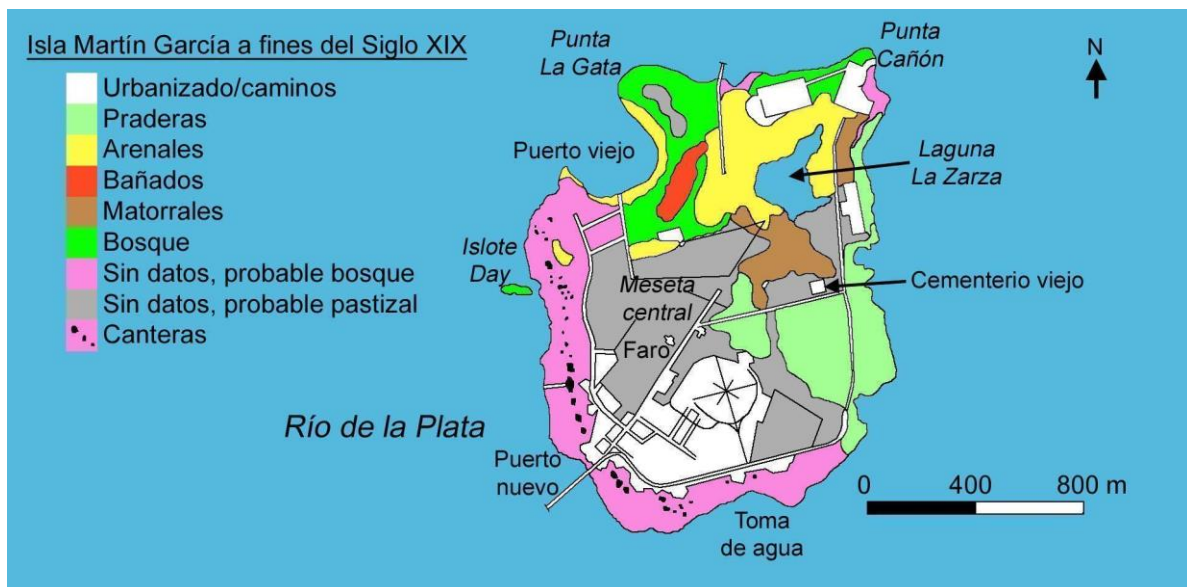 Isla Martín García a fines del Siglo XIX
Urbanizado/caminos
Praderas
Arenales
Bañados
Matorrales
Bosque
Sin datos, probable bosque
Sin datos, probable pastizal
Canteras
Punta
La Gata
Punta
Cañón
N
Puerto viejo
Laguna
La Zarza
Islote
Day
Meseta
central
Cementerio viejo
Faro
Río de la Plata
Puerto
nuevo
Toma
de agua
0 400 800 m